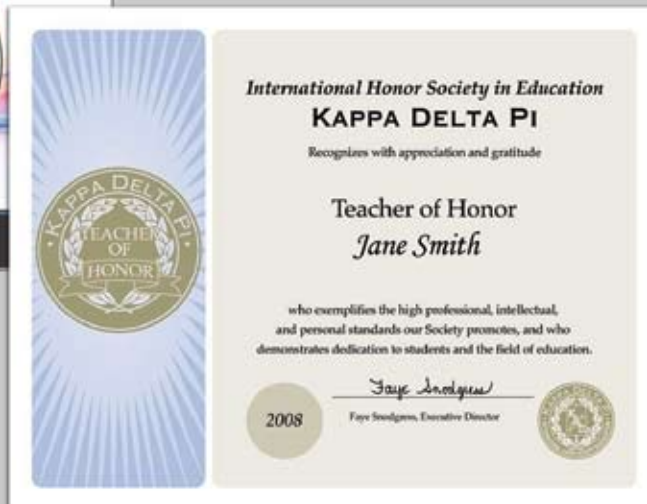 International Honor Society in Education
KAPPA DELTA PI
Recognizes with appreciation and gratitude
Teacher of Honor
Jane Smith
who exemplifies the high professional, intellectual,
and personal standards our Society promotes, and who
demonstrates dedication to students and the field of education.
Faye Snodgrass
Faye Snodgrass, Executive Director
2008
KAPPA DELTA PI
TEACHER
OF
HONOR